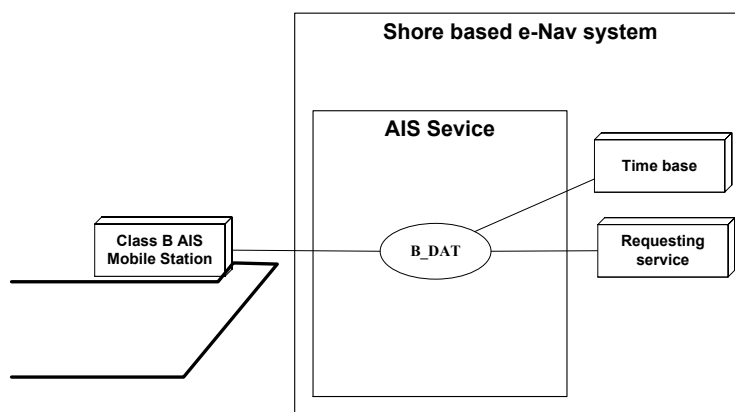 Shore based e-Nav system
AIS Sevice
Time base
Class B AIS
Mobile Station
B_DAT
Requesting
service